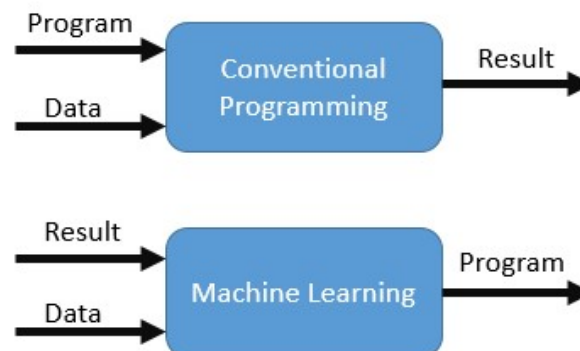 Program
Data
Conventional
Programming
Result
Result
Data
Machine Learning
Program